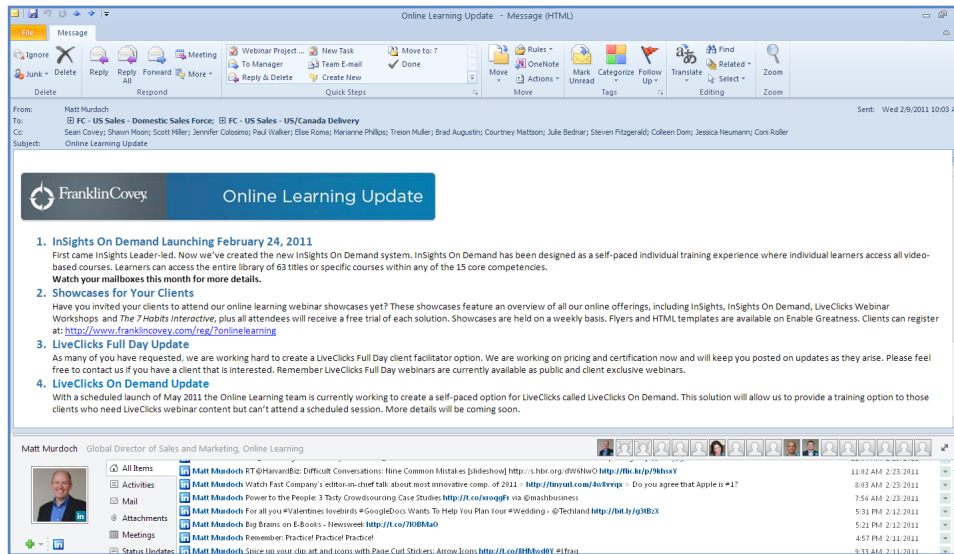 Online Learning Update - Message (HTML)
File Message
Ignore
Junk
Delete
Reply
Reply All
Forward
Meeting
More
Webinar Project ...
To Manager
Reply & Delete
New Task
Team E-mail
Create New
Move to: ?
Done
Move
Rules
OneNote
Actions
Mark Unread
Categorize
Follow Up
Translate
Find
Related
Select
Zoom
Delete Respond Quick Steps Move Tags Editing Zoom
From: Matt Murdoch Sent: Wed 2/9/2011 10:03 A
To: FC - US Sales - Domestic Sales Force; FC - US Sales - US/Canada Delivery
Cc: Sean Covey; Shawn Moon; Scott Miller; Jennifer Colosimo; Paul Walker; Elise Roma; Marianne Phillips; Treion Muller; Brad Augustin; Courtney Mattson; Julie Bednar; Steven Fitzgerald; Colleen Dom; Jessica Neumann; Coni Roller
Subject: Online Learning Update
FranklinCovey Online Learning Update
1. InSights On Demand Launching February 24, 2011
First came InSights Leader-led. Now we've created the new InSights On Demand system. InSights On Demand has been designed as a self-paced individual training experience where individual learners access all video-
based courses. Learners can access the entire library of 63 titles or specific courses within any of the 15 core competencies.
Watch your mailboxes this month for more details.
2. Showcases for Your Clients
Have you invited your clients to attend our online learning webinar showcases yet? These showcases feature an overview of all our online offerings, including InSights, InSights On Demand, LiveClicks Webinar
Workshops and The 7 Habits Interactive, plus all attendees will receive a free trial of each solution. Showcases are held on a weekly basis. Flyers and HTML templates are available on Enable Greatness. Clients can register
at: http://www.franklincovey.com/reg/?onlinelearning
3. LiveClicks Full Day Update
As many of you have requested, we are working hard to create a LiveClicks Full Day client facilitator option. We are working on pricing and certification now and will keep you posted on updates as they arise. Please feel
free to contact us if you have a client that is interested. Remember LiveClicks Full Day webinars are currently available as public and client exclusive webinars.
4. LiveClicks On Demand Update
With a scheduled launch of May 2011 the Online Learning team is currently working to create a self-paced option for LiveClicks called LiveClicks On Demand. This solution will allow us to provide a training option to those
clients who need LiveClicks webinar content but can't attend a scheduled session. More details will be coming soon.
Matt Murdoch Global Director of Sales and Marketing, Online Learning
All Items
Activities
Mail
Attachments
Meetings
Status Updates
Matt Murdoch RT@HarvardBiz: Difficult Conversations: Nine Common Mistakes [slideshow] http://s.hbr.org/dW6NwO http://flic.kr/p/9khsxY 11:02 AM 2/23/2011
Matt Murdoch Watch Fast Company's editor-in-chief talk about most innovative comp. of 2011 > http://tinyurl.com/4w8vrqx > Do you agree that Apple is #1? 8:03 AM 2/23/2011
Matt Murdoch Power to the People: 3 Tasty Crowdsourcing Case Studies http://t.co/xroqgFt via @mashbusiness 7:56 AM 2/23/2011
Matt Murdoch For all you #Valentines lovebirds #GoogleDocs Wants To Help You Plan Your #Wedding - @Techland http://bit.ly/g3tBzX 5:31 PM 2/12/2011
Matt Murdoch Big Brains on E-Books - Newsweek http://t.co/7IOBMaO 5:21 PM 2/12/2011
Matt Murdoch Remember: Practice! Practice! Practice! 4:57 PM 2/11/2011
Matt Murdoch Spice up your clip art and icons with Page Curl Stickers: Arrow Icons http://t.co/8HMwd0Y #lfrag 9:33 AM 2/11/2011